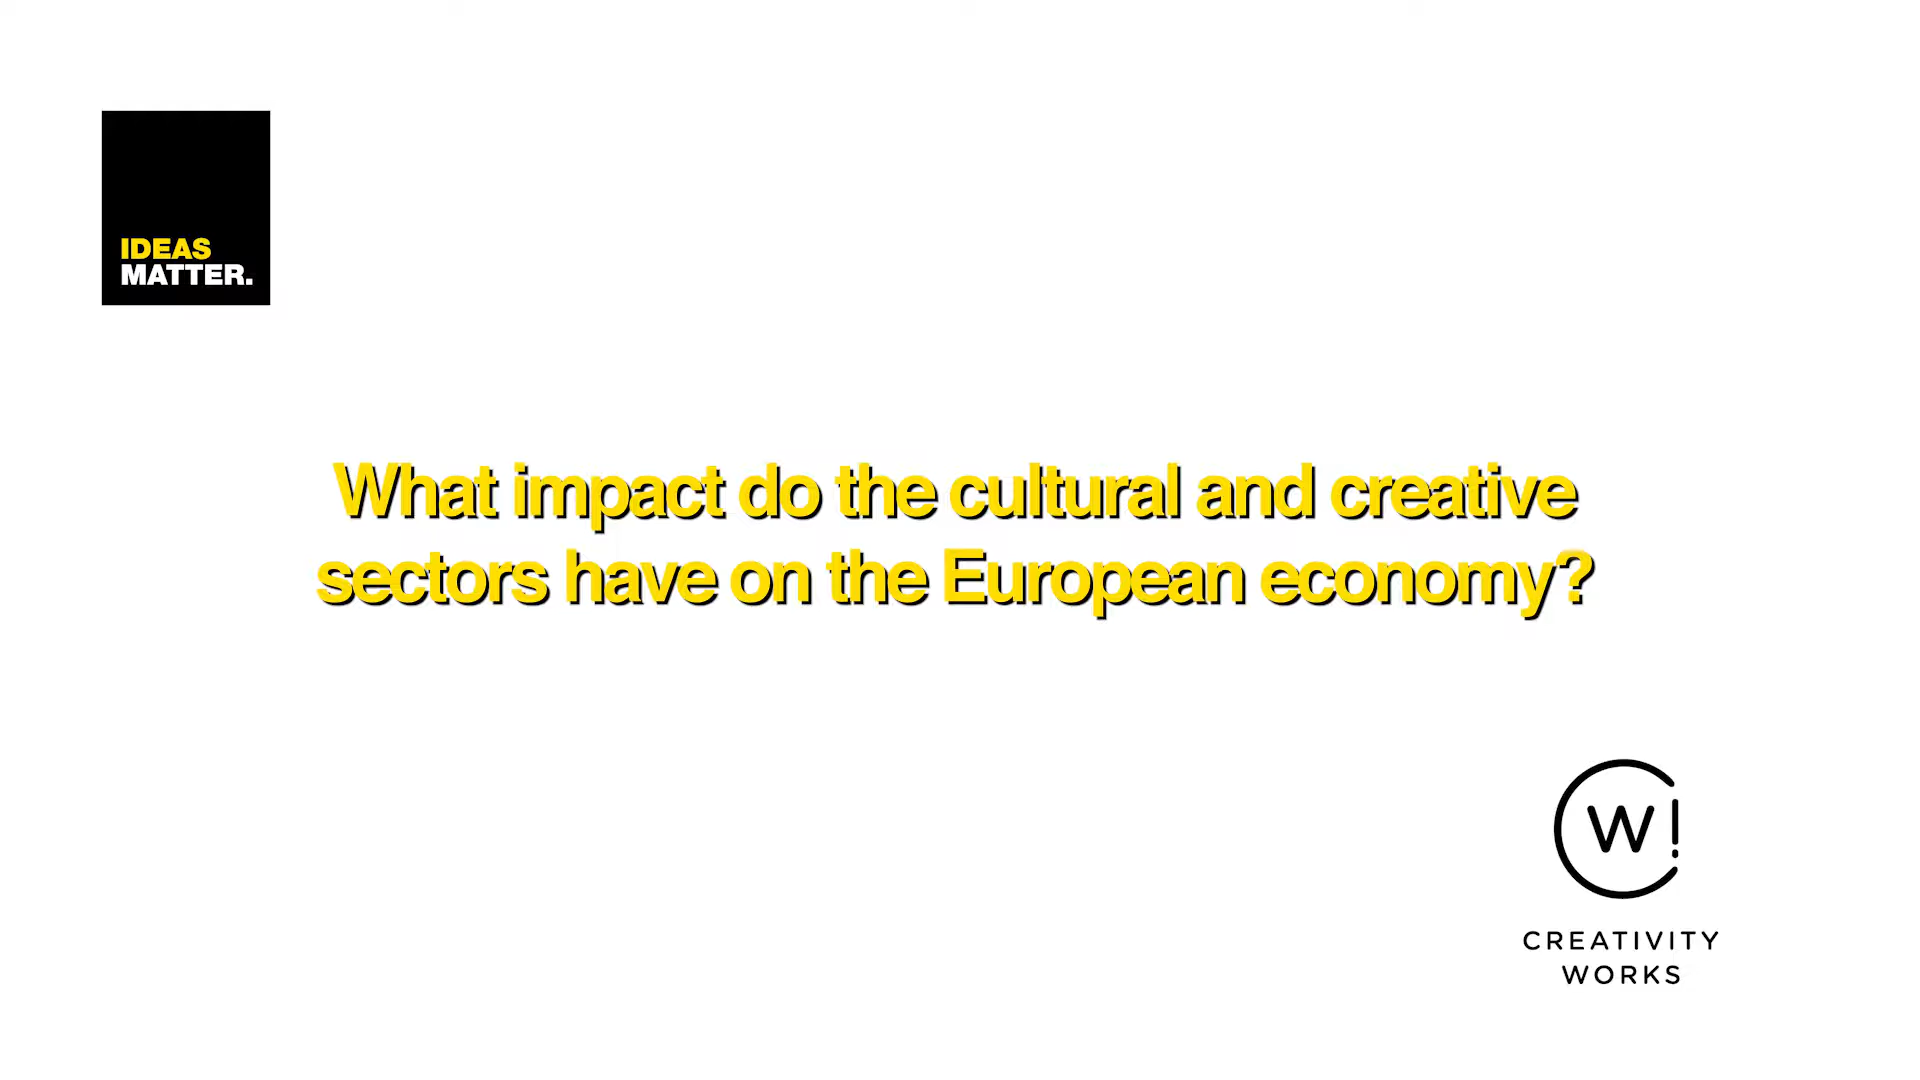 IDEAS
MATTER.
What impact do the cultural and creative
sectors have on the European economy?
W!
CREATIVITY
WORKS